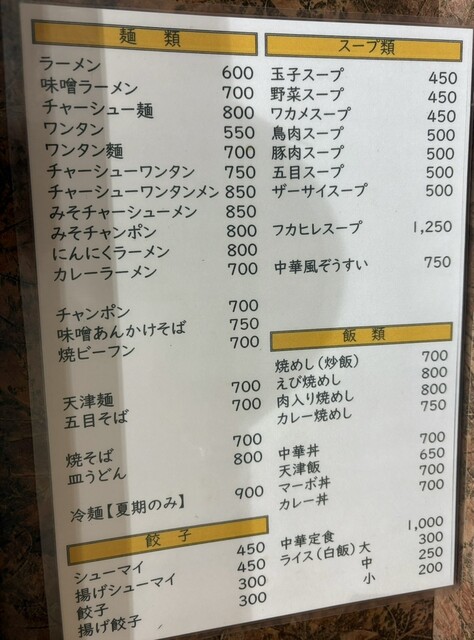 麺 類
ラーメン 600
味噌ラーメン 700
チャーシュー麺 800
ワンタン 550
ワンタン麺 700
チャーシューワンタン 750
チャーシューワンタンメン 850
みそチャーシューメン 850
みそチャンポン 800
にんにくラーメン 800
カレーラーメン 700
チャンポン 700
味噌あんかけそば 750
焼ビーフン 700
天津麺 700
五目そば 700
焼そば 700
皿うどん 800
冷麺【夏期のみ】 900
餃 子
シューマイ 450
揚げシューマイ 450
餃子 300
揚げ餃子 300
スープ類
玉子スープ 450
野菜スープ 450
ワカメスープ 450
鳥肉スープ 500
豚肉スープ 500
五目スープ 500
ザーサイスープ 500
フカヒレスープ 1,250
中華風ぞうすい 750
飯 類
焼めし(炒飯) 700
えび焼めし 800
肉入り焼めし 800
カレー焼めし 750
中華丼 700
天津飯 650
マーボ丼 700
カレー丼 700
中華定食 1,000
ライス(白飯) 大 300
中 250
小 200